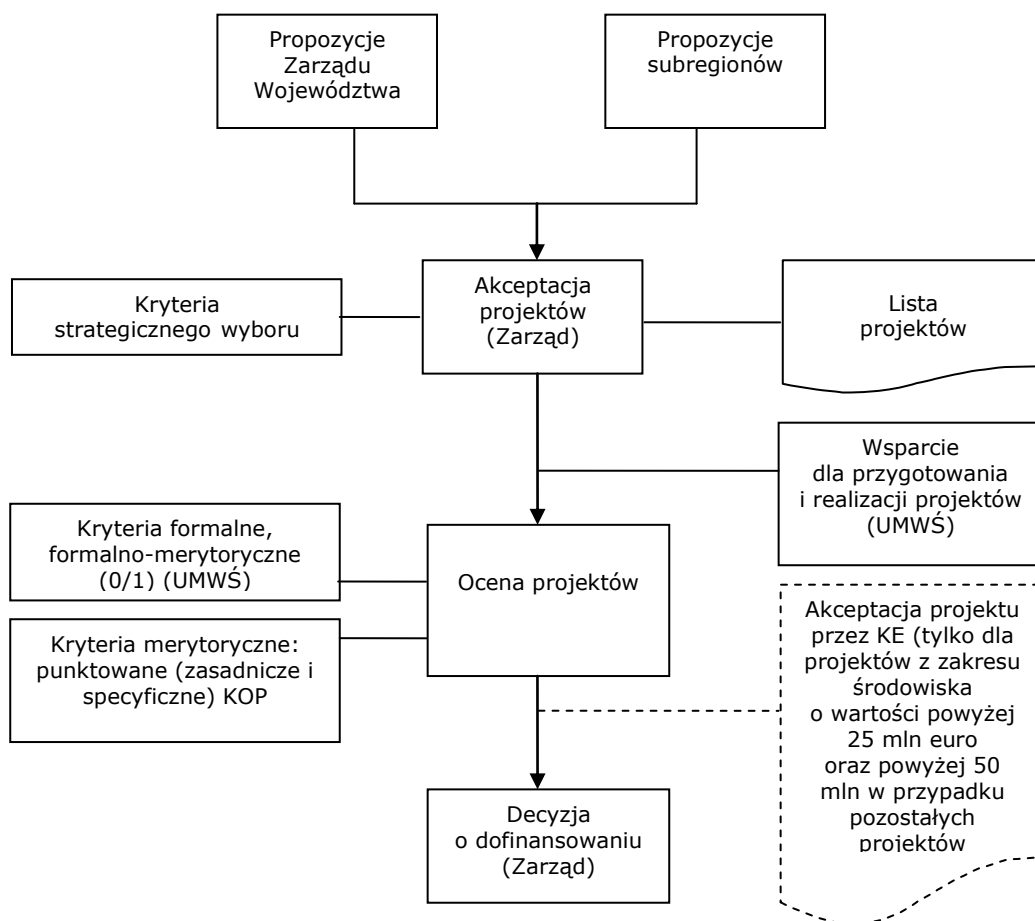 Propozycje
Zarządu
Województwa
Propozycje
subregionów
Kryteria
strategicznego wyboru
Akceptacja
projektów
(Zarząd)
Lista
projektów
Wsparcie
dla przygotowania
i realizacji projektów
(UMWŚ)
Kryteria formalne,
formalno-merytoryczne
(0/1) (UMWŚ)
Ocena projektów
Kryteria merytoryczne:
punktowane (zasadnicze i
specyficzne) KOP
Akceptacja projektu
przez KE (tylko dla
projektów z zakresu
środowiska
o wartości powyżej
25 mln euro
oraz powyżej 50
mln w przypadku
pozostałych
projektów
Decyzja
o dofinansowaniu
(Zarząd)